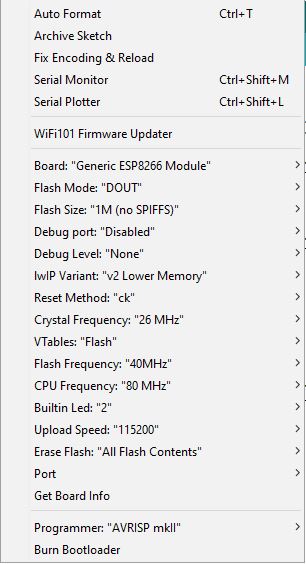 Auto Format Ctrl+T
Archive Sketch
Fix Encoding & Reload
Serial Monitor Ctrl+Shift+M
Serial Plotter Ctrl+Shift+L
WiFi101 Firmware Updater
Board: "Generic ESP8266 Module"
Flash Mode: "DOUT"
Flash Size: "1M (no SPIFFS)"
Debug port: "Disabled"
Debug Level: "None"
lwIP Variant: "v2 Lower Memory"
Reset Method: "ck"
Crystal Frequency: "26 MHz"
VTables: "Flash"
Flash Frequency: "40MHz"
CPU Frequency: "80 MHz"
Builtin Led: "2"
Upload Speed: "115200"
Erase Flash: "All Flash Contents"
Port
Get Board Info
Programmer: "AVRISP mkII"
Burn Bootloader